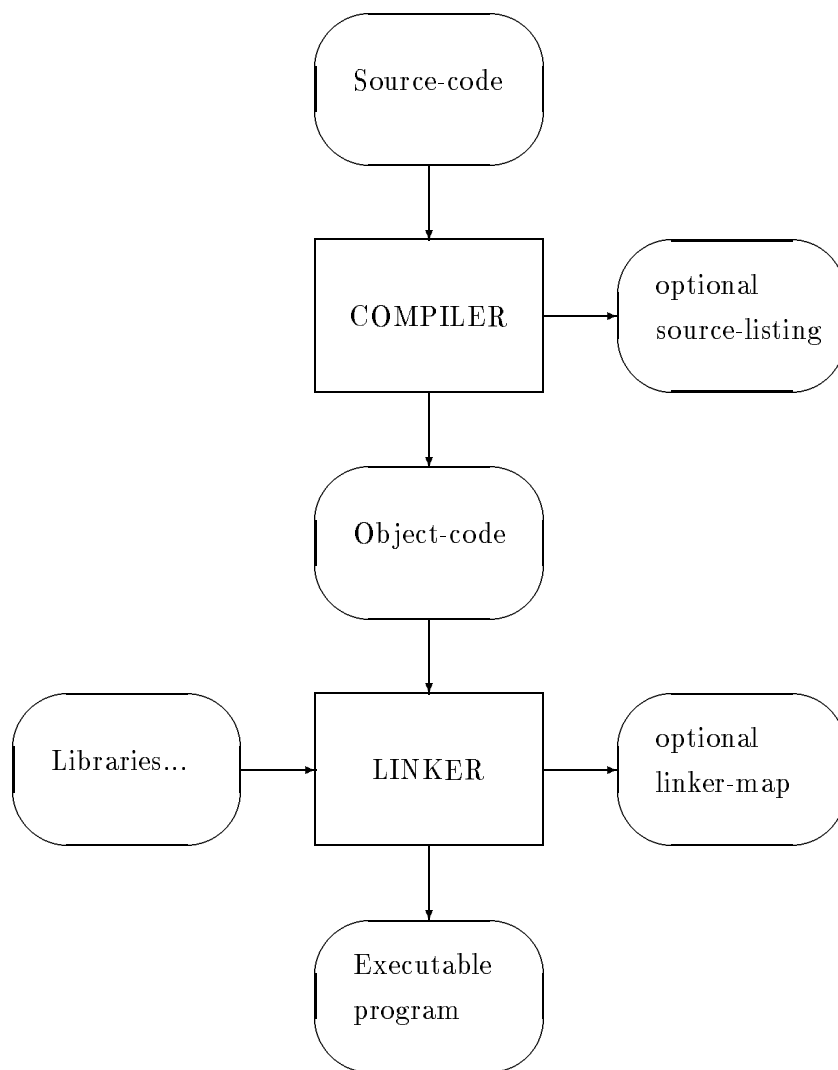 Source-code
COMPILER
optional
source-listing
Object-code
Libraries...
LINKER
optional
linker-map
Executable
program